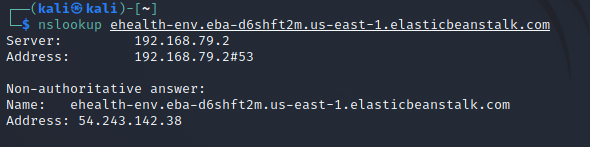 ┌──(kali㉿kali)-[~]
└─$ nslookup ehealth-env.eba-d6shft2m.us-east-1.elasticbeanstalk.com
Server:         192.168.79.2
Address:        192.168.79.2#53

Non-authoritative answer:
Name:   ehealth-env.eba-d6shft2m.us-east-1.elasticbeanstalk.com
Address: 54.243.142.38